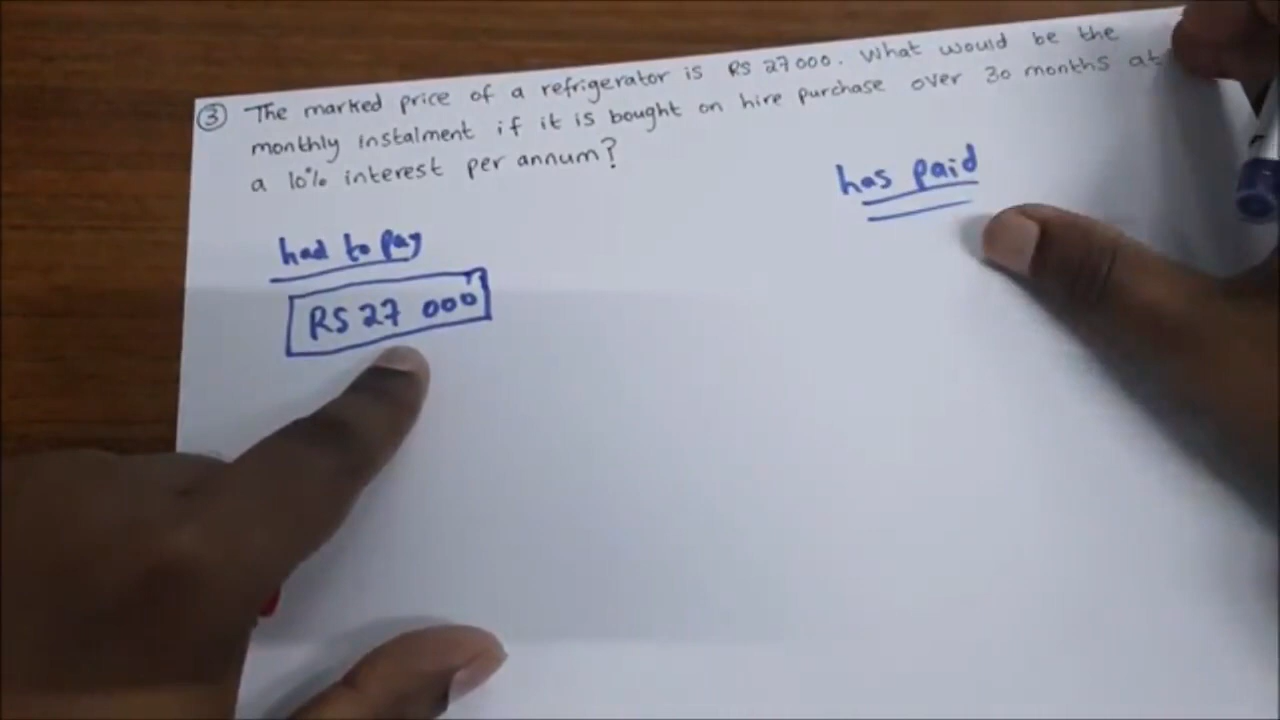 ③ The marked price of a refrigerator is RS 27000. What would be the
monthly instalment if it is bought on hire purchase over 30 months at
a 10% interest per annum?
has paid
had to pay
RS 27 000